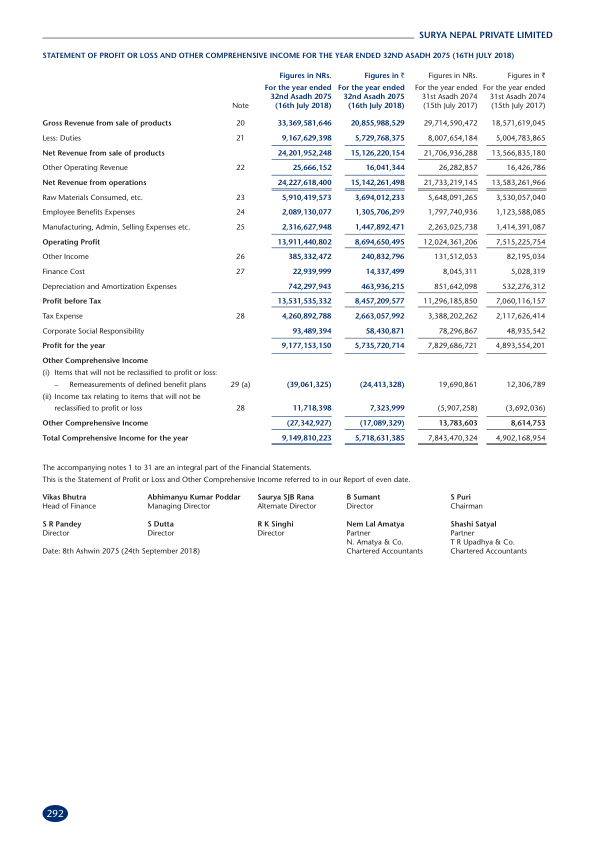 SURYA NEPAL PRIVATE LIMITED
STATEMENT OF PROFIT OR LOSS AND OTHER COMPREHENSIVE INCOME FOR THE YEAR ENDED 32ND ASADH 2075 (16TH JULY 2018)
Figures in NRs. Figures in ₹ Figures in NRs. Figures in ₹
For the year ended For the year ended For the year ended For the year ended
32nd Asadh 2075 32nd Asadh 2075 31st Asadh 2074 31st Asadh 2074
Note (16th July 2018) (16th July 2018) (15th July 2017) (15th July 2017)
Gross Revenue from sale of products 20 33,369,581,646 20,855,988,529 29,714,590,472 18,571,619,045
Less: Duties 21 9,167,629,398 5,729,768,375 8,007,654,184 5,004,783,865
Net Revenue from sale of products 24,201,952,248 15,126,220,154 21,706,936,288 13,566,835,180
Other Operating Revenue 22 25,666,152 16,041,344 26,282,857 16,426,786
Net Revenue from operations 24,227,618,400 15,142,261,498 21,733,219,145 13,583,261,966
Raw Materials Consumed, etc. 23 5,910,419,573 3,694,012,233 5,648,091,265 3,530,057,040
Employee Benefits Expenses 24 2,089,130,077 1,305,706,299 1,797,740,936 1,123,588,085
Manufacturing, Admin, Selling Expenses etc. 25 2,316,627,948 1,447,892,471 2,263,025,738 1,414,391,087
Operating Profit 13,911,440,802 8,694,650,495 12,024,361,206 7,515,225,754
Other Income 26 385,332,472 240,832,796 131,512,053 82,195,034
Finance Cost 27 22,939,999 14,337,499 8,045,311 5,028,319
Depreciation and Amortization Expenses 742,297,943 463,936,215 851,642,098 532,276,312
Profit before Tax 13,531,535,332 8,457,209,577 11,296,185,850 7,060,116,157
Tax Expense 28 4,260,892,788 2,663,057,992 3,388,202,262 2,117,626,414
Corporate Social Responsibility 93,489,394 58,430,871 78,296,867 48,935,542
Profit for the year 9,177,153,150 5,735,720,714 7,829,686,721 4,893,554,201
Other Comprehensive Income
(i) Items that will not be reclassified to profit or loss:
– Remeasurements of defined benefit plans 29 (a) (39,061,325) (24,413,328) 19,690,861 12,306,789
(ii) Income tax relating to items that will not be
reclassified to profit or loss 28 11,718,398 7,323,999 (5,907,258) (3,692,036)
Other Comprehensive Income (27,342,927) (17,089,329) 13,783,603 8,614,753
Total Comprehensive Income for the year 9,149,810,223 5,718,631,385 7,843,470,324 4,902,168,954
The accompanying notes 1 to 31 are an integral part of the Financial Statements.
This is the Statement of Profit or Loss and Other Comprehensive Income referred to in our Report of even date.
Vikas Bhutra Abhimanyu Kumar Poddar Saurya SJB Rana B Sumant S Puri
Head of Finance Managing Director Alternate Director Director Chairman
S R Pandey S Dutta R K Singhi Nem Lal Amatya Shashi Satyal
Director Director Director Partner Partner
N. Amatya & Co. T R Upadhya & Co.
Date: 8th Ashwin 2075 (24th September 2018) Chartered Accountants Chartered Accountants
292